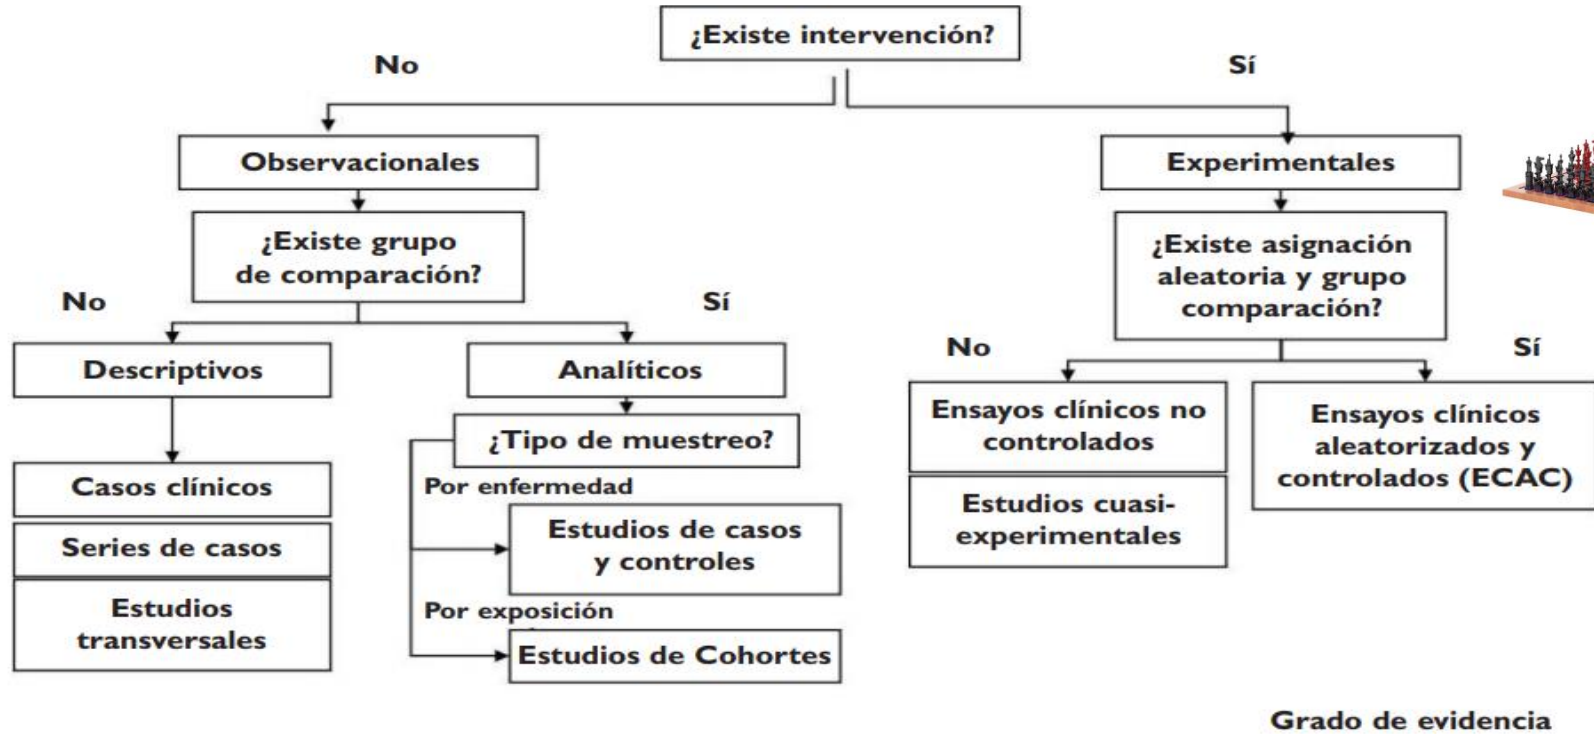 ¿Existe intervención?
No
Sí
Observacionales
Experimentales
¿Existe grupo
de comparación?
¿Existe asignación
aleatoria y grupo
comparación?
No
Sí
No
Sí
Descriptivos
Analíticos
Ensayos clínicos no
controlados
Ensayos clínicos
aleatorizados y
controlados (ECAC)
¿Tipo de muestreo?
Casos clínicos
Por enfermedad
Estudios cuasi-
experimentales
Series de casos
Estudios de casos
y controles
Estudios
transversales
Por exposición
Estudios de Cohortes
Grado de evidencia